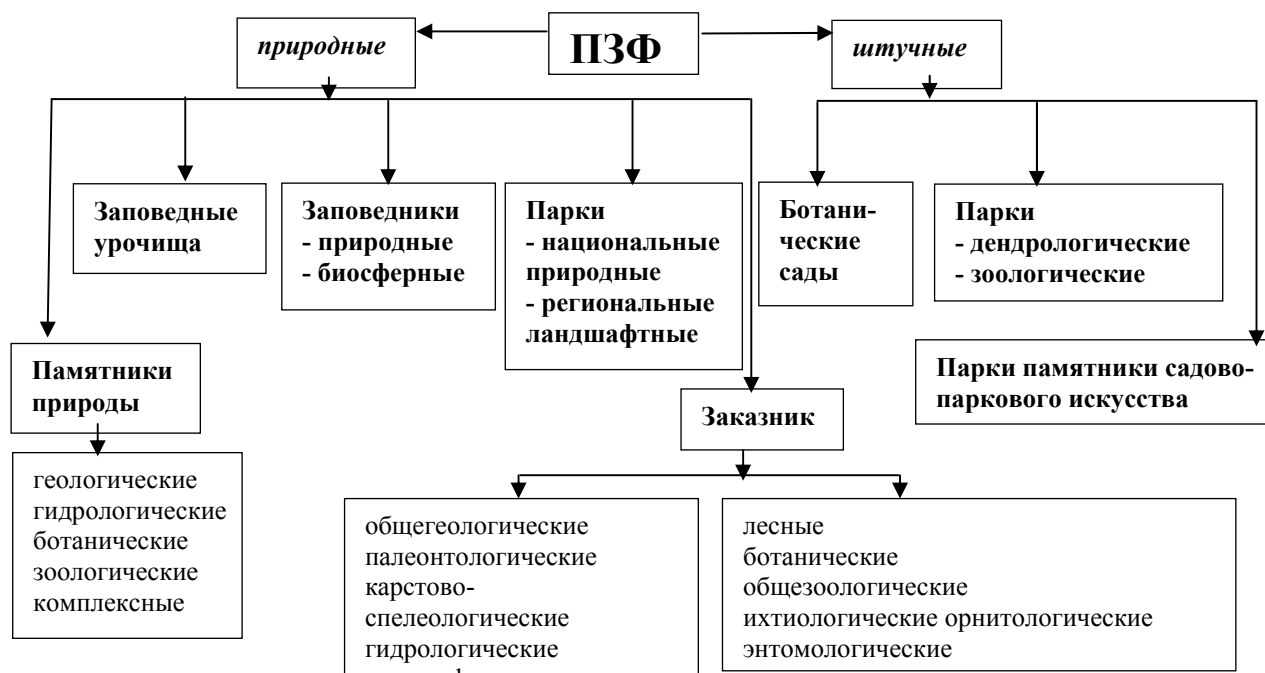 природные
ПЗФ
штучные
Заповедные
урочища
Заповедники
- природные
- биосферные
Парки
- национальные
природные
- региональные
ландшафтные
Ботани-
ческие
сады
Парки
- дендрологические
- зоологические
Памятники
природы
Заказник
Парки памятники садово-
паркового искусства
геологические
гидрологические
ботанические
зоологические
комплексные
общегеологические
палеонтологические
карстово-
спелеологические
гидрологические
лесные
ботанические
общезоологические
ихтиологические орнитологические
энтомологические